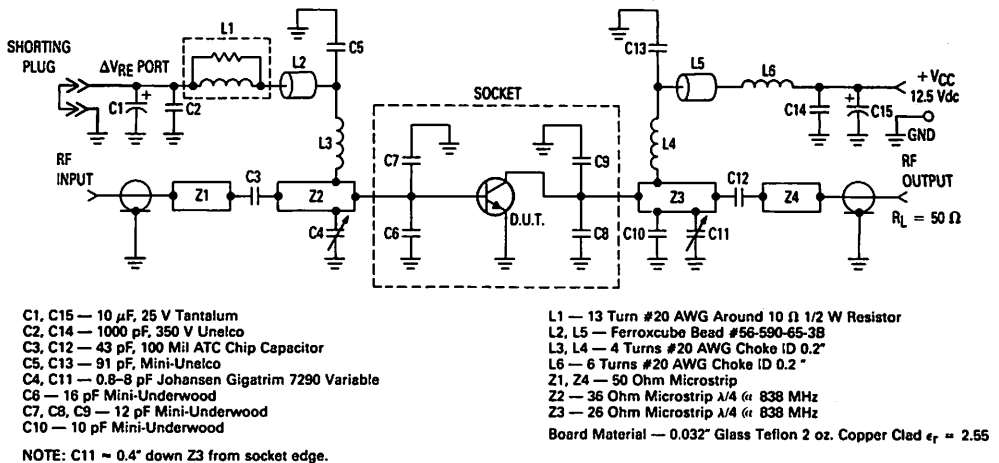 L1
C5
C13
SHORTING
PLUG
ΔVRE PORT
L2
L5
L6
+ VCC
12.5 Vdc
C1
+
C2
SOCKET
C14
+
C15
GND
L3
C7
C9
L4
RF
INPUT
C3
C12
RF
OUTPUT
Z1
Z2
Z3
Z4
D.U.T.
C4
C6
C8
C10
C11
RL = 50 Ω
C1, C15 — 10 μF, 25 V Tantalum
C2, C14 — 1000 pF, 350 V Unelco
C3, C12 — 43 pF, 100 Mil ATC Chip Capacitor
C5, C13 — 91 pF, Mini-Unelco
C4, C11 — 0.8–8 pF Johansen Gigatrim 7290 Variable
C6 — 16 pF Mini-Underwood
C7, C8, C9 — 12 pF Mini-Underwood
C10 — 10 pF Mini-Underwood
NOTE: C11 ≈ 0.4" down Z3 from socket edge.
L1 — 13 Turn #20 AWG Around 10 Ω 1/2 W Resistor
L2, L5 — Ferroxcube Bead #56-590-65-3B
L3, L4 — 4 Turns #20 AWG Choke ID 0.2"
L6 — 6 Turns #20 AWG Choke ID 0.2 "
Z1, Z4 — 50 Ohm Microstrip
Z2 — 36 Ohm Microstrip λ/4 @ 838 MHz
Z3 — 26 Ohm Microstrip λ/4 @ 838 MHz
Board Material — 0.032" Glass Teflon 2 oz. Copper Clad εr = 2.55